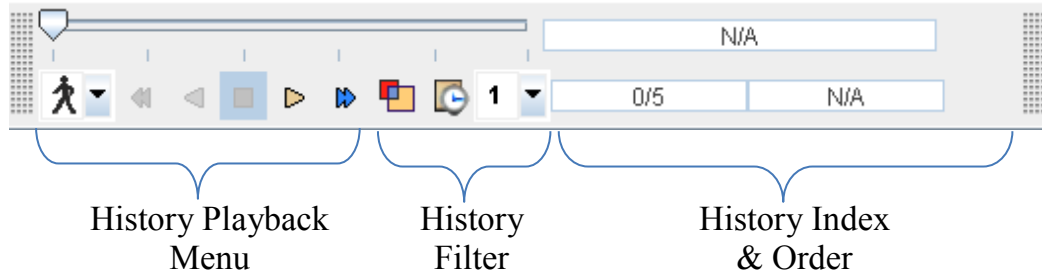 N/A
1
0/5
N/A
History Playback
Menu
History
Filter
History Index
& Order